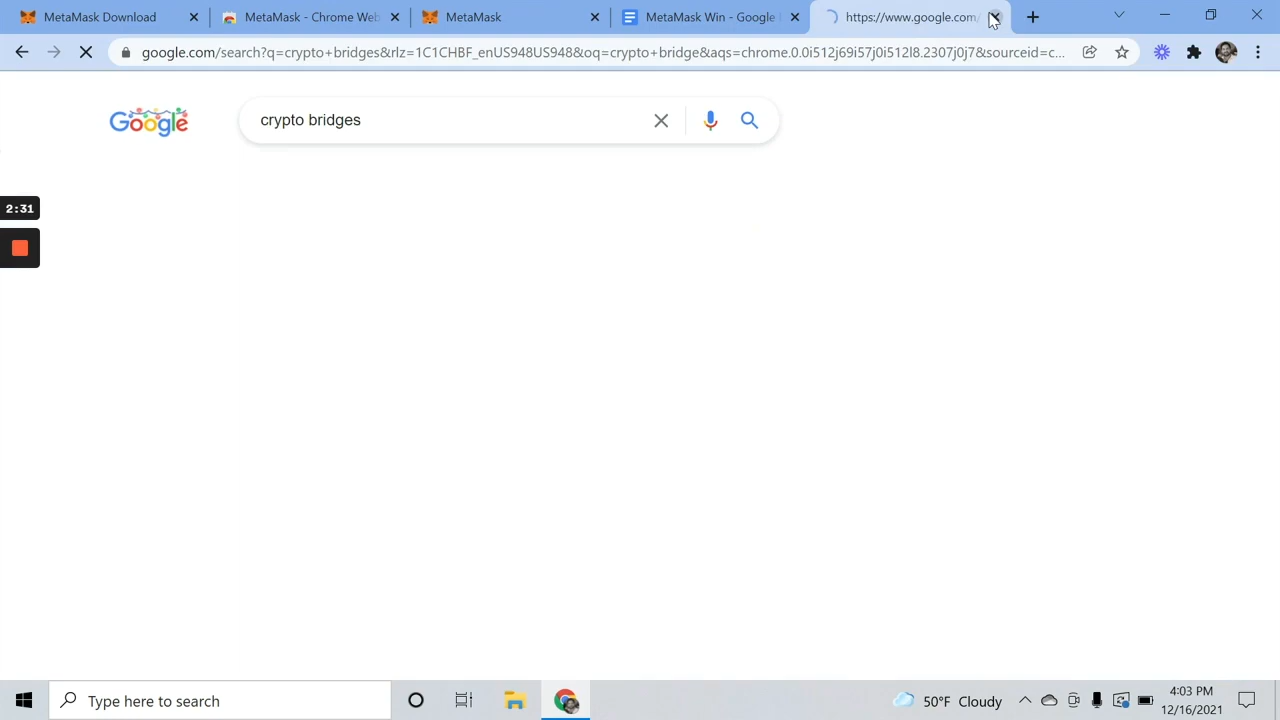 MetaMask Download
MetaMask - Chrome Web
MetaMask
MetaMask Win - Google
https://www.google.com/
google.com/search?q=crypto+bridges&rlz=1C1CHBF_enUS948US948&oq=crypto+bridge&aqs=chrome.0.0i512j69i57j0i512l8.2307j0j7&sourceid=c...
Google
crypto bridges
2:31
Type here to search
50°F Cloudy
4:03 PM
12/16/2021